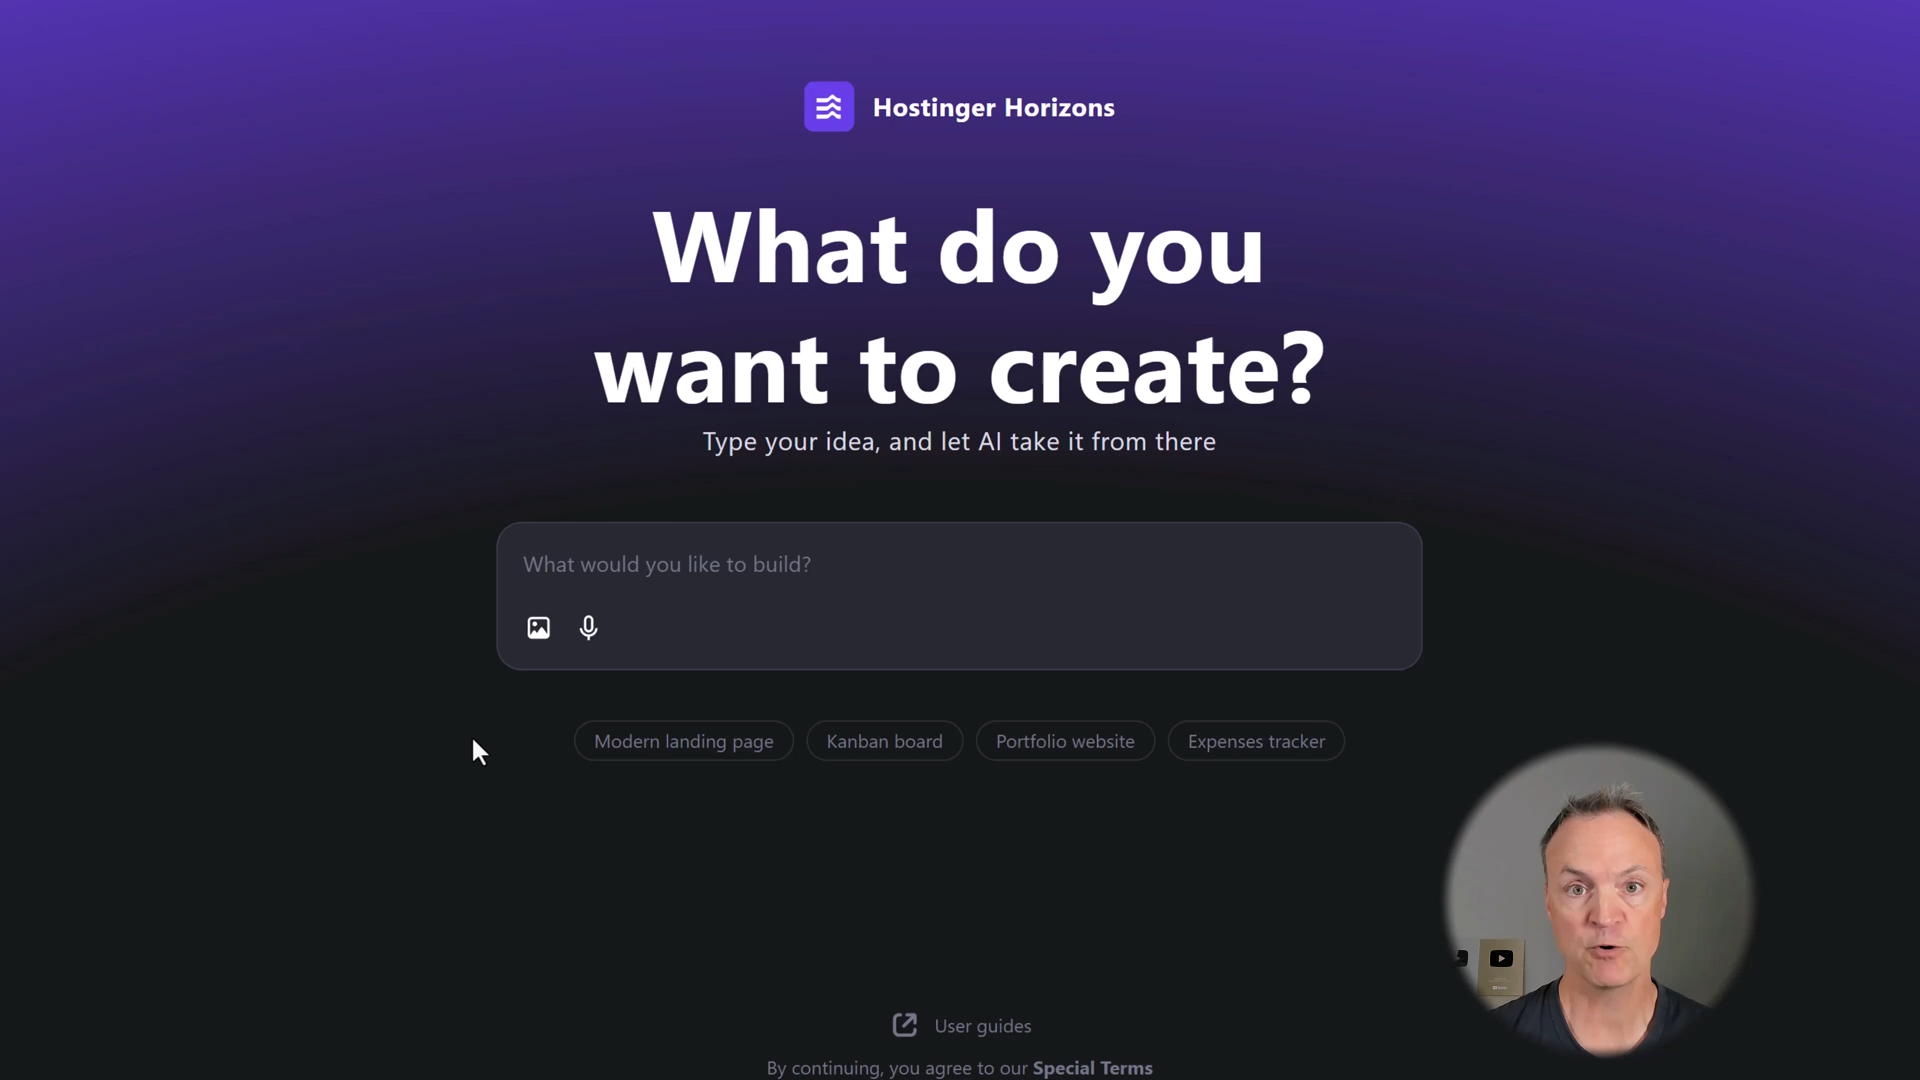 Hostinger Horizons
What do you
want to create?
Type your idea, and let AI take it from there
What would you like to build?
Modern landing page
Kanban board
Portfolio website
Expenses tracker
User guides
By continuing, you agree to our Special Terms